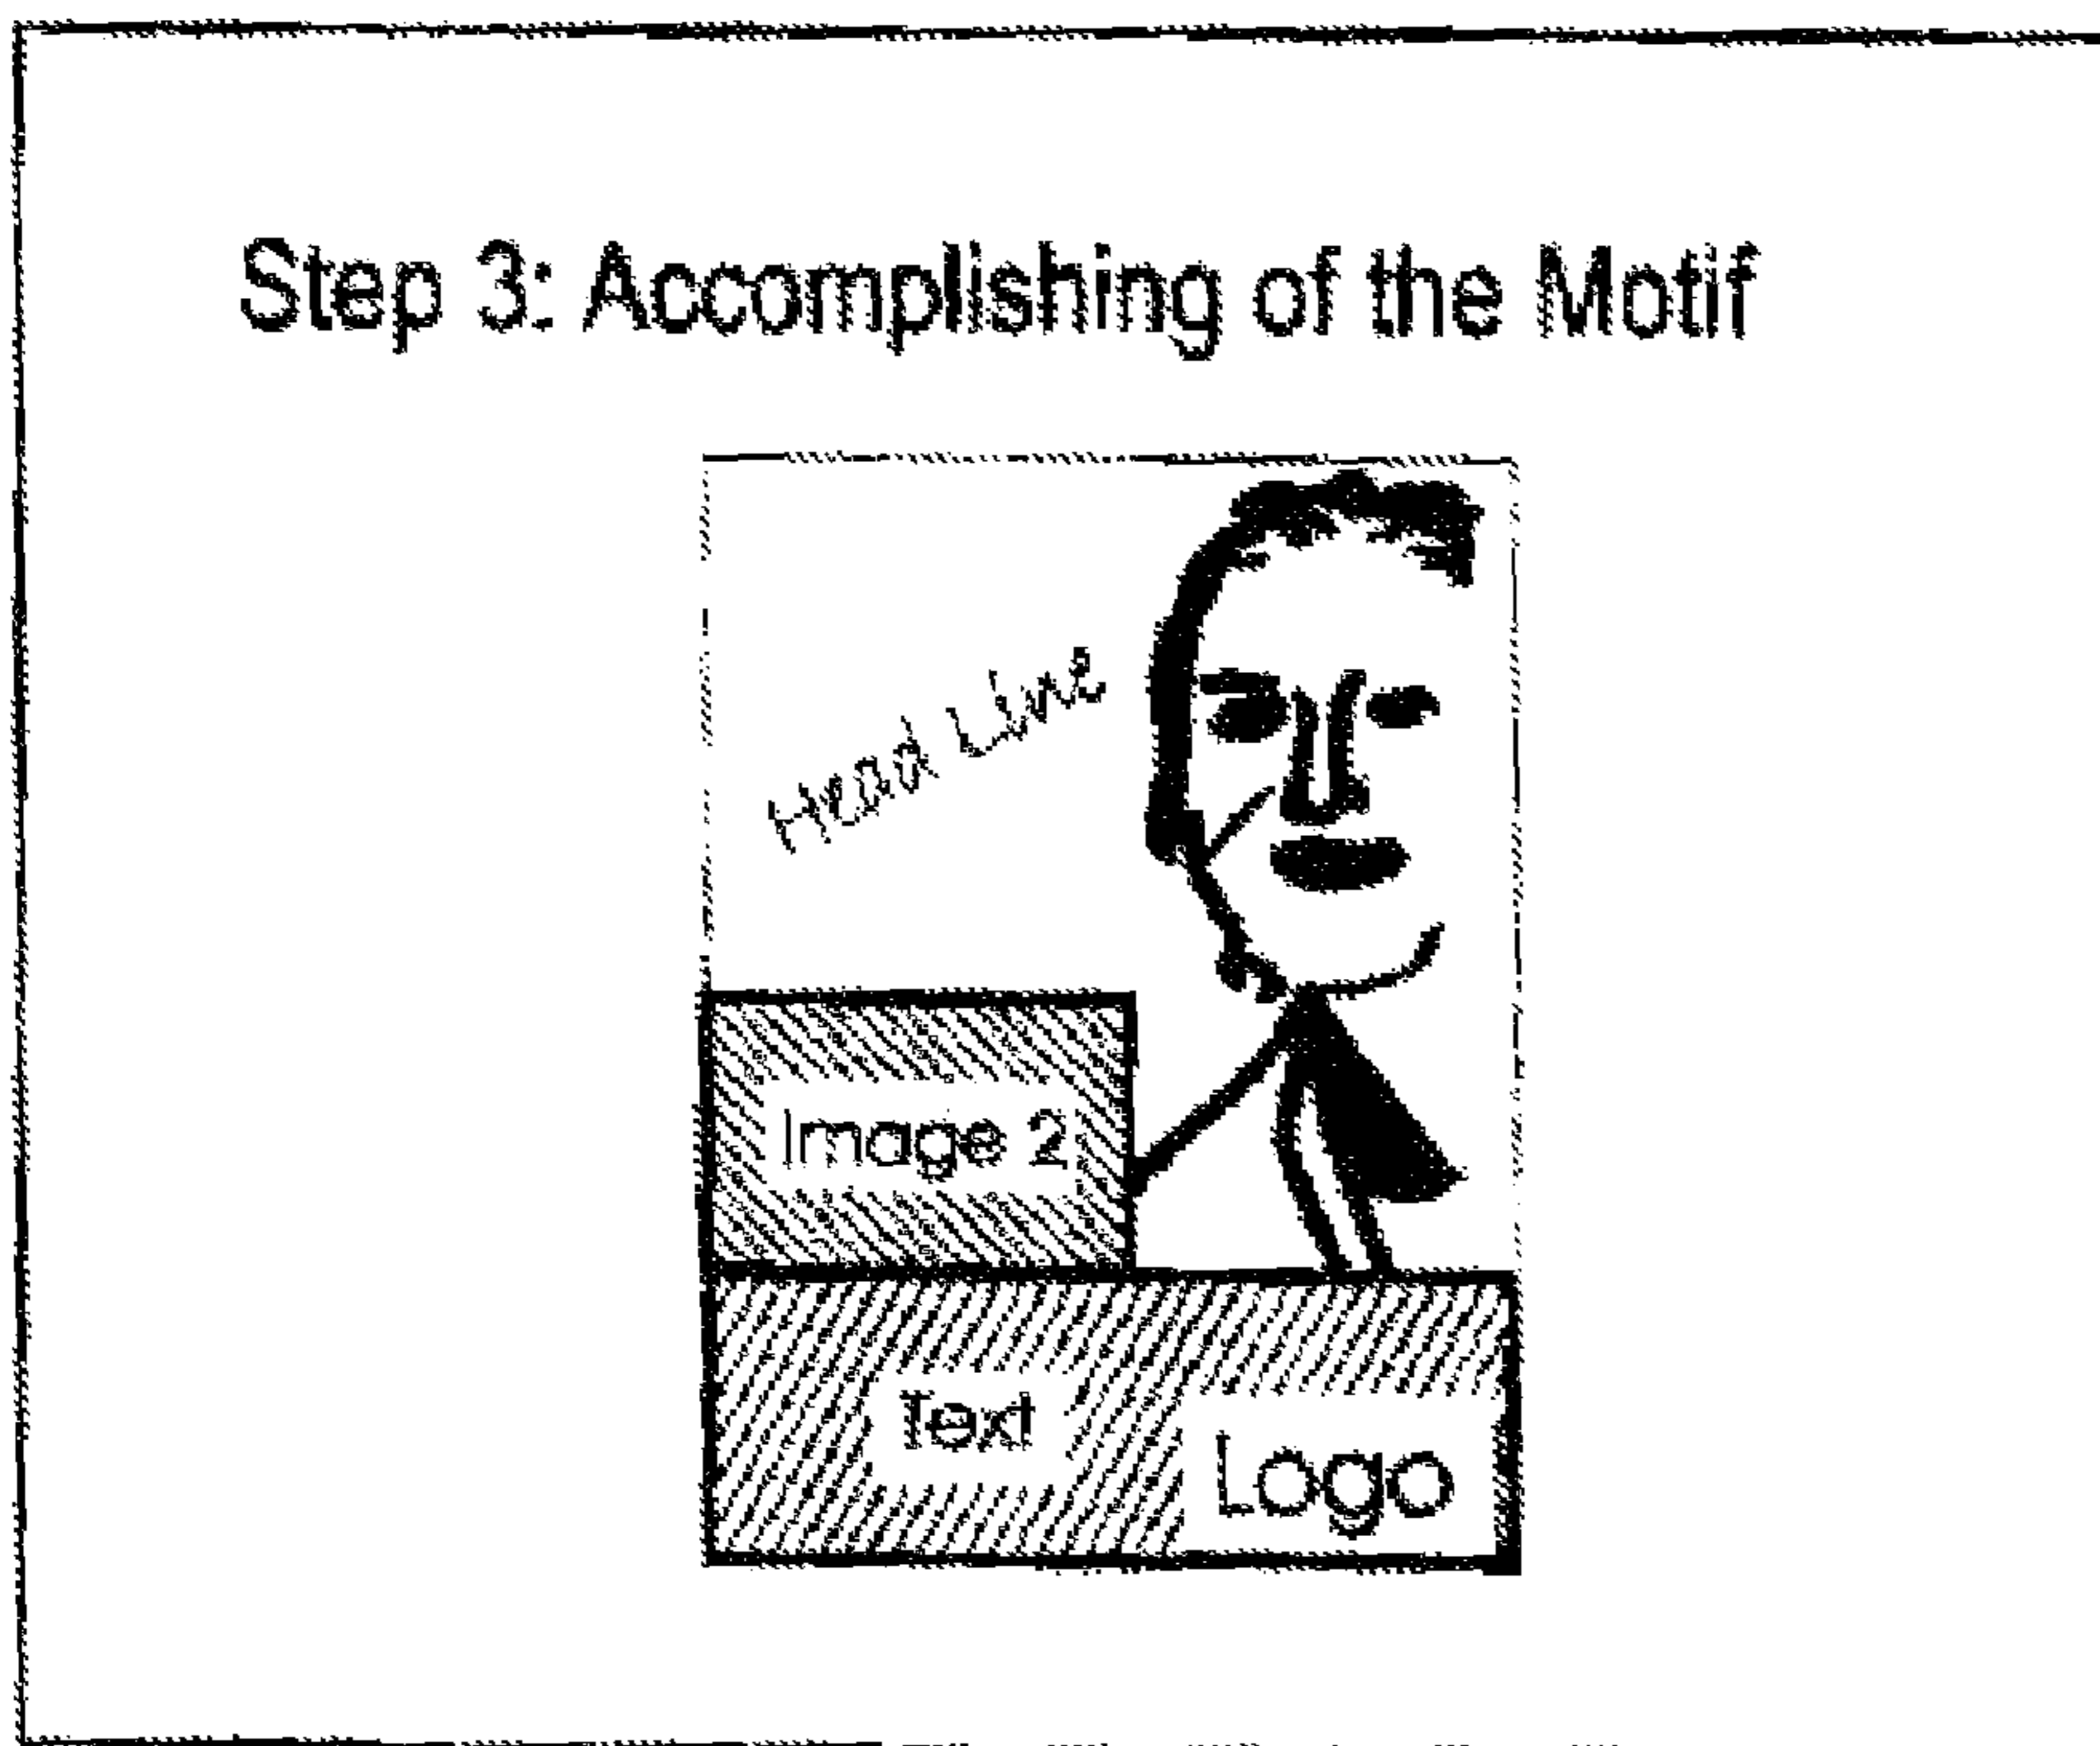 Step 3: Accomplishing of the Motif
Head Line
Image 2
Text
Logo